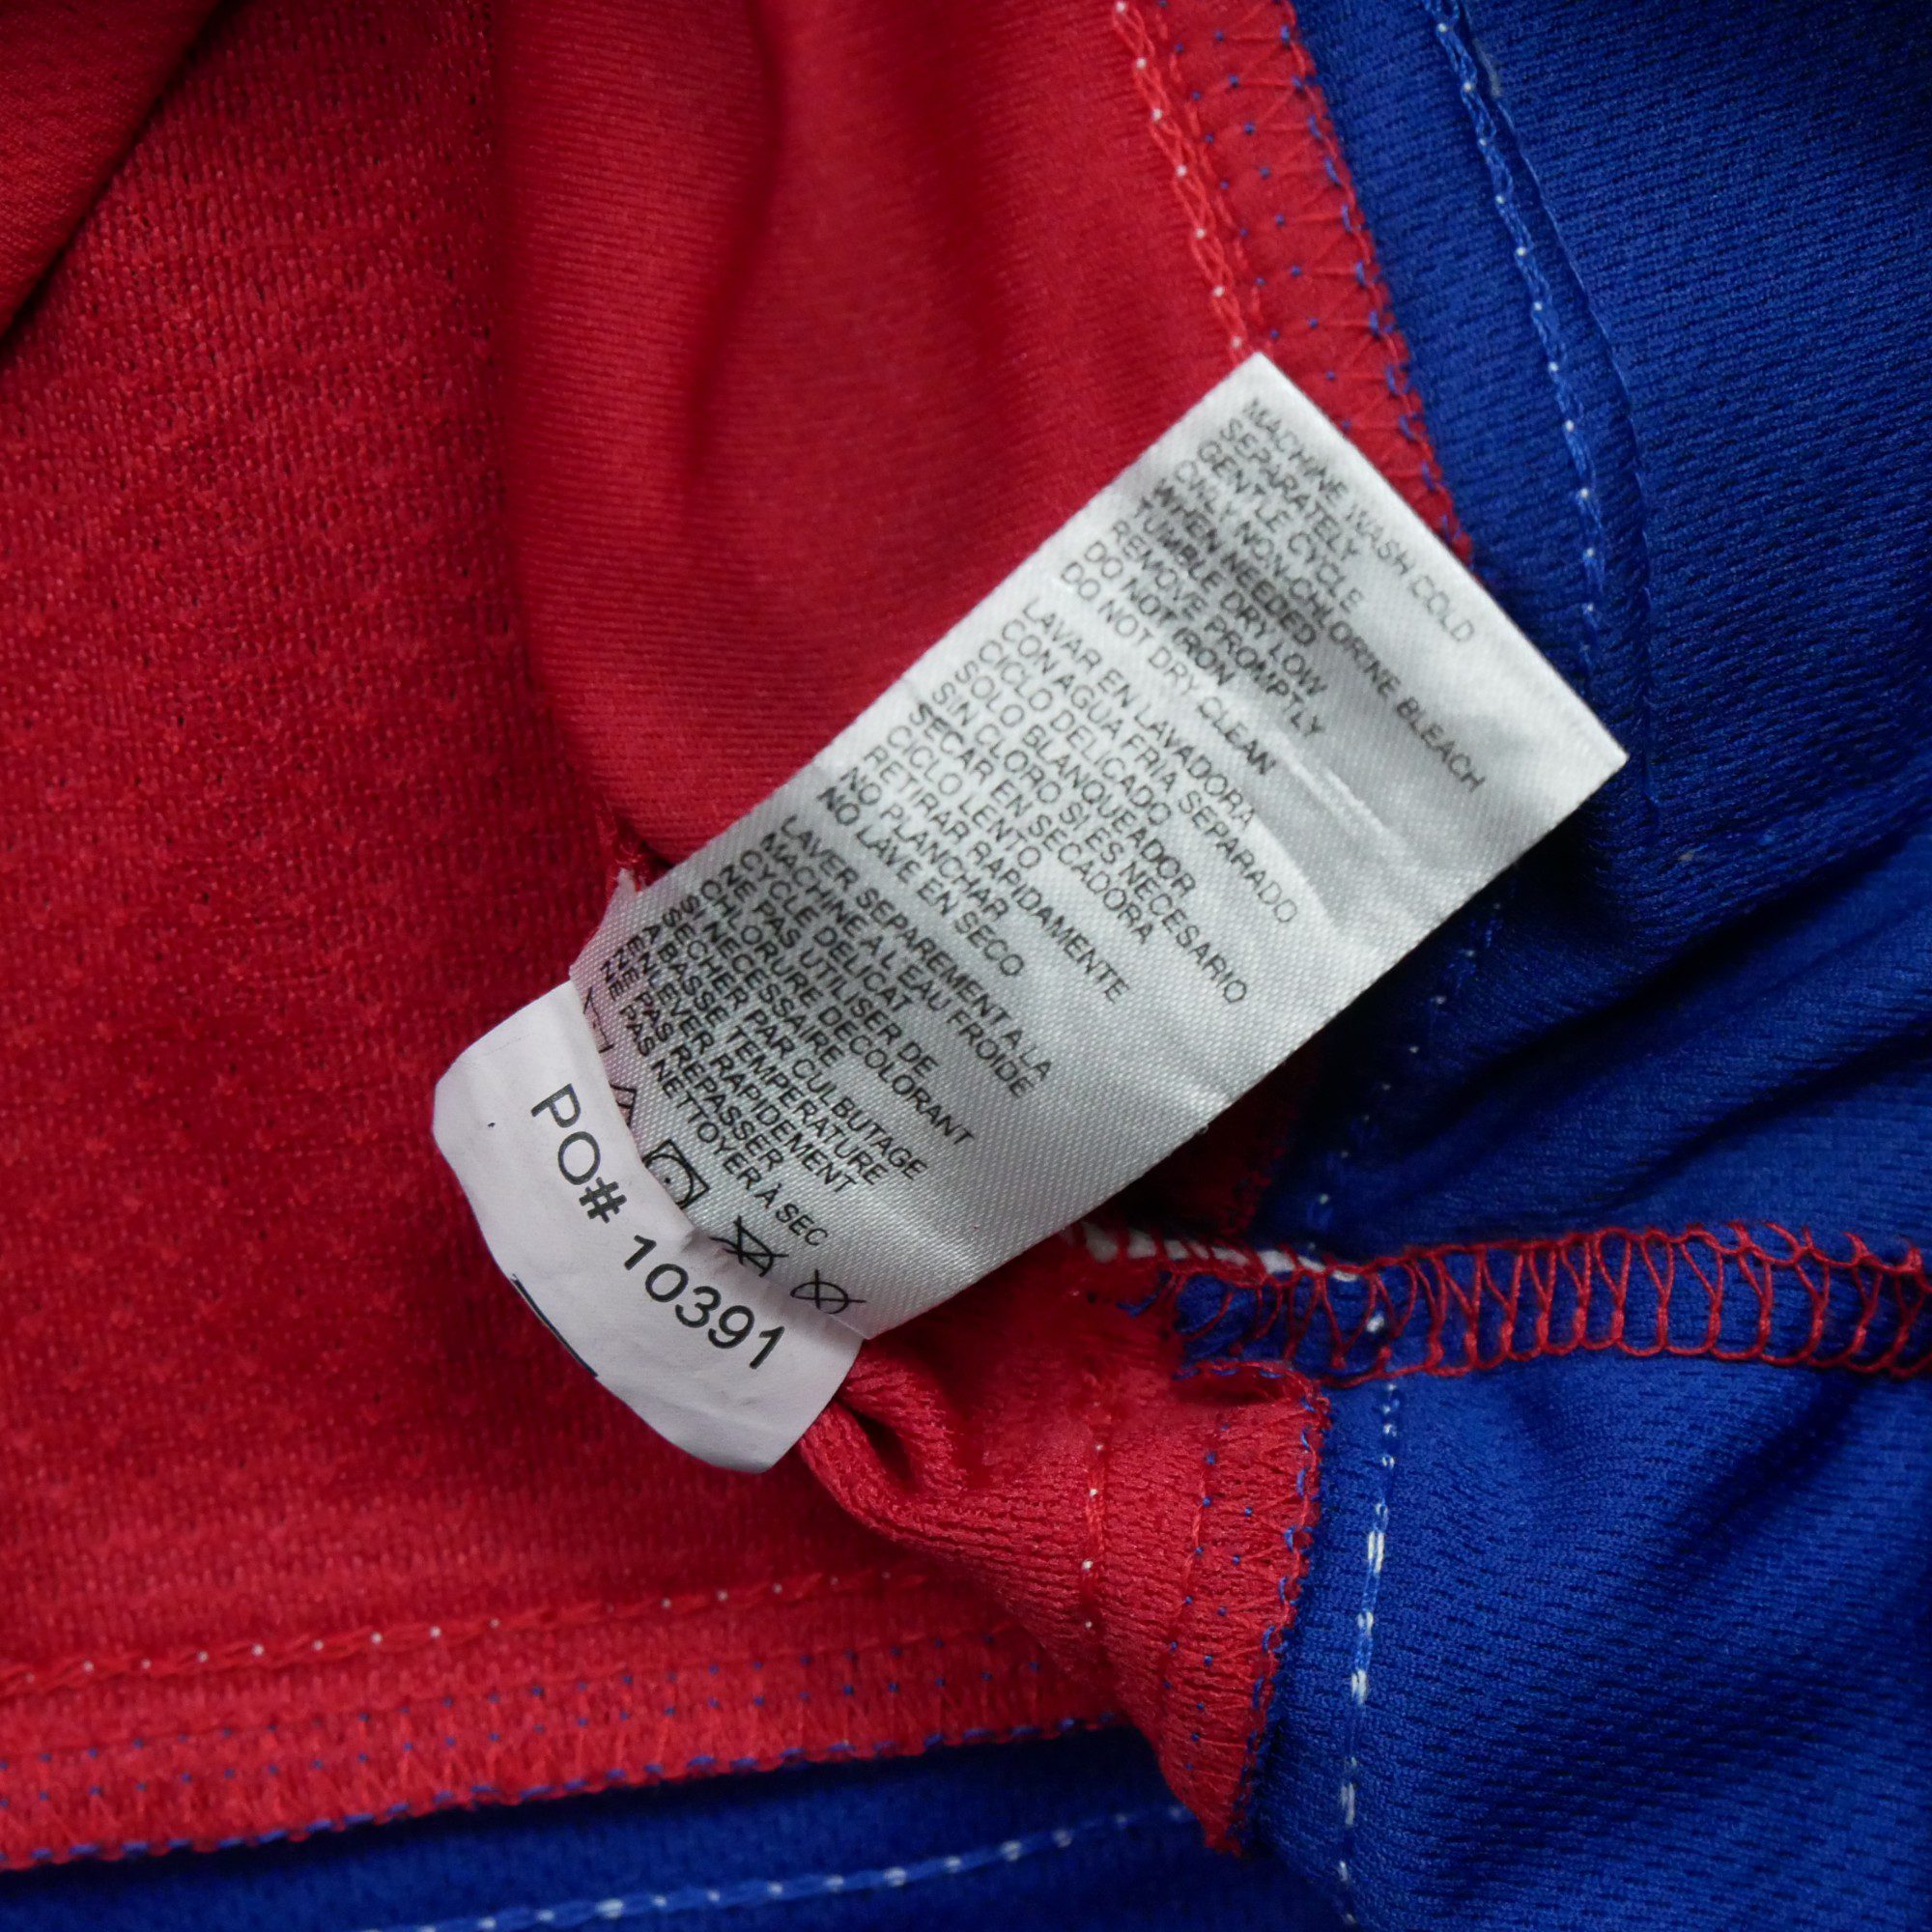 MACHINE WASH COLD
SEPARATELY
GENTLE CYCLE
ONLY NON-CHLORINE BLEACH
WHEN NEEDED
TUMBLE DRY LOW
REMOVE PROMPTLY
DO NOT IRON
DO NOT DRY CLEAN
LAVAR EN LAVADORA
CON AGUA FRIA SEPARADO
CICLO DELICADO
SOLO BLANQUEADOR
SIN CLORO SI ES NECESARIO
SECAR EN SECADORA
CICLO LENTO
RETIRAR RAPIDAMENTE
NO PLANCHAR
NO LAVE EN SECO
LAVER SEPAREMENT A LA
MACHINE A L'EAU FROIDE
CYCLE DELICAT
NE PAS UTILISER DE
CHLORURE DECOLORANT
SI NECESSAIRE
SECHER PAR CULBUTAGE
A BASSE TEMPERATURE
ENLEVER RAPIDEMENT
NE PAS REPASSER
NE PAS NETTOYER À SEC
PO# 10391